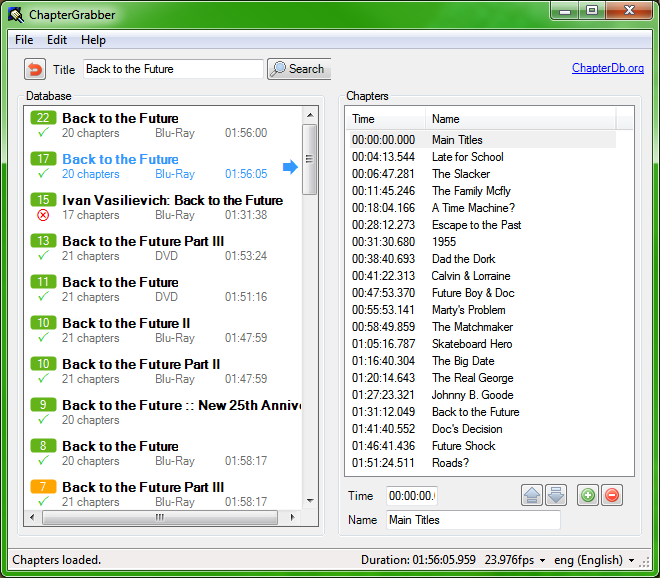 ChapterGrabber
File Edit Help
Title Back to the Future Search ChapterDb.org
Database
22 Back to the Future
20 chapters Blu-Ray 01:56:00
17 Back to the Future
20 chapters Blu-Ray 01:56:05
15 Ivan Vasilievich: Back to the Future
17 chapters Blu-Ray 01:31:38
13 Back to the Future Part III
21 chapters DVD 01:53:24
11 Back to the Future
21 chapters DVD 01:51:16
10 Back to the Future II
21 chapters Blu-Ray 01:47:59
10 Back to the Future Part II
21 chapters Blu-Ray 01:47:59
9 Back to the Future :: New 25th Anniv
20 chapters
8 Back to the Future
20 chapters Blu-Ray 01:58:17
7 Back to the Future Part III
21 chapters Blu-Ray 01:58:17
Chapters
Time Name
00:00:00.000 Main Titles
00:04:13.544 Late for School
00:06:47.281 The Slacker
00:11:45.246 The Family Mcfly
00:18:04.166 A Time Machine?
00:28:12.273 Escape to the Past
00:31:30.680 1955
00:38:40.693 Dad the Dork
00:41:22.313 Calvin & Lorraine
00:47:53.370 Future Boy & Doc
00:55:53.141 Marty's Problem
00:58:49.859 The Matchmaker
01:05:16.787 Skateboard Hero
01:16:40.304 The Big Date
01:20:14.643 The Real George
01:27:23.321 Johnny B. Goode
01:31:12.049 Back to the Future
01:41:40.552 Doc's Decision
01:46:41.436 Future Shock
01:51:24.511 Roads?
Time 00:00:00.
Name Main Titles
Chapters loaded. Duration: 01:56:05.959 23.976fps eng (English)